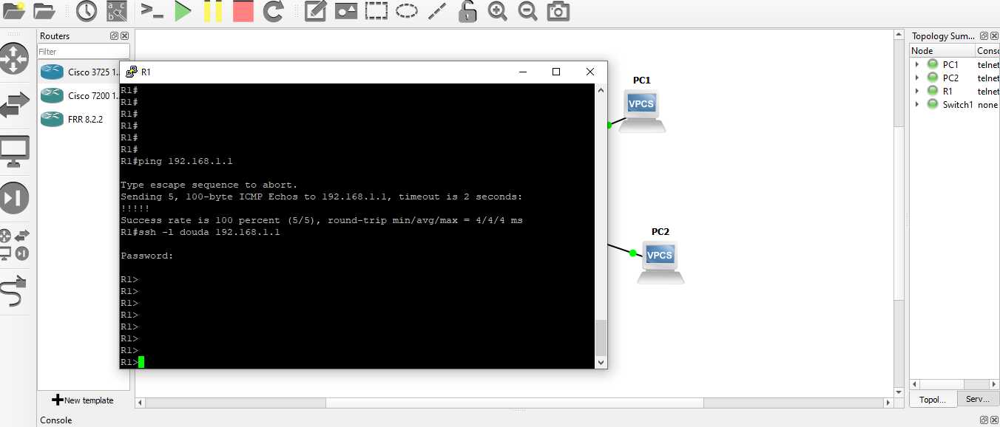 Routers
Filter
Cisco 3725 1...
Cisco 7200 1...
FRR 8.2.2
New template
Console
R1
R1#
R1#
R1#
R1#
R1#
R1#
R1#ping 192.168.1.1
Type escape sequence to abort.
Sending 5, 100-byte ICMP Echos to 192.168.1.1, timeout is 2 seconds:
!!!!!
Success rate is 100 percent (5/5), round-trip min/avg/max = 4/4/4 ms
R1#ssh -l douda 192.168.1.1
Password:
R1>
R1>
R1>
R1>
R1>
R1>
R1>
R1>
PC1
VPCS
PC2
VPCS
Topology Sum...
Node Consc
PC1 telnet
PC2 telnet
R1 telnet
Switch1 none
Topol... Serv...